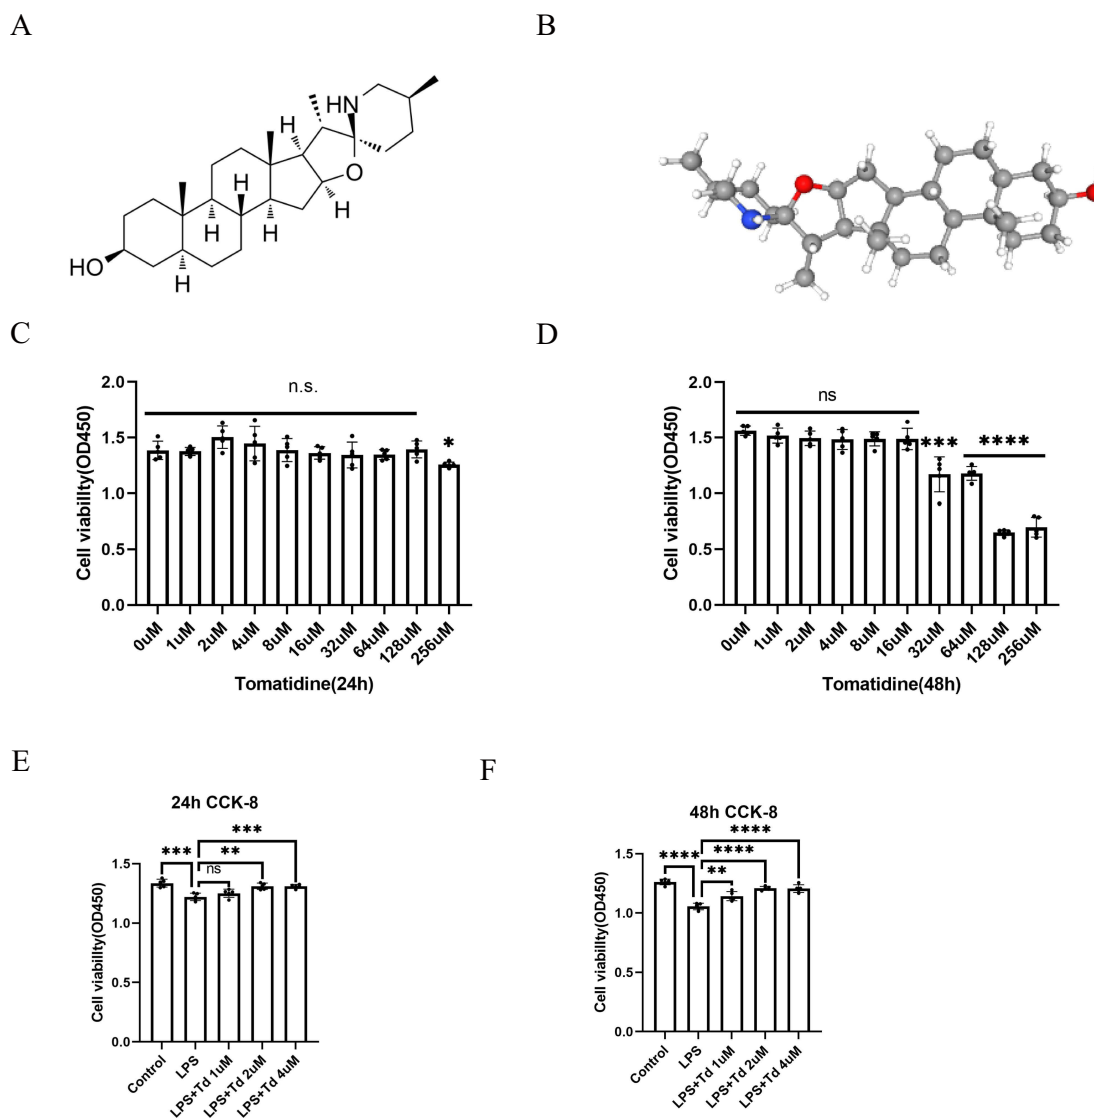 A
B
HN
H
H
O
H
H
H
HO
H
C
D
2.0
1.5
1.0
0.5
0.0
Cell viabillty(OD450)
n.s.
*
0uM
1uM
2uM
4uM
8uM
16uM
32uM
64uM
128uM
256uM
Tomatidine(24h)
2.0
1.5
1.0
0.5
0.0
Cell viabillty(OD450)
ns
***
****
0uM
1uM
2uM
4uM
8uM
16uM
32uM
64uM
128uM
256uM
Tomatidine(48h)
E
F
24h CCK-8
***
***
**
ns
1.5
1.0
0.5
0.0
Cell viabillty(OD450)
Control
LPS
LPS+Td 1uM
LPS+Td 2uM
LPS+Td 4uM
48h CCK-8
****
****
****
**
1.5
1.0
0.5
0.0
Cell viabillty(OD450)
Control
LPS
LPS+Td 1uM
LPS+Td 2uM
LPS+Td 4uM